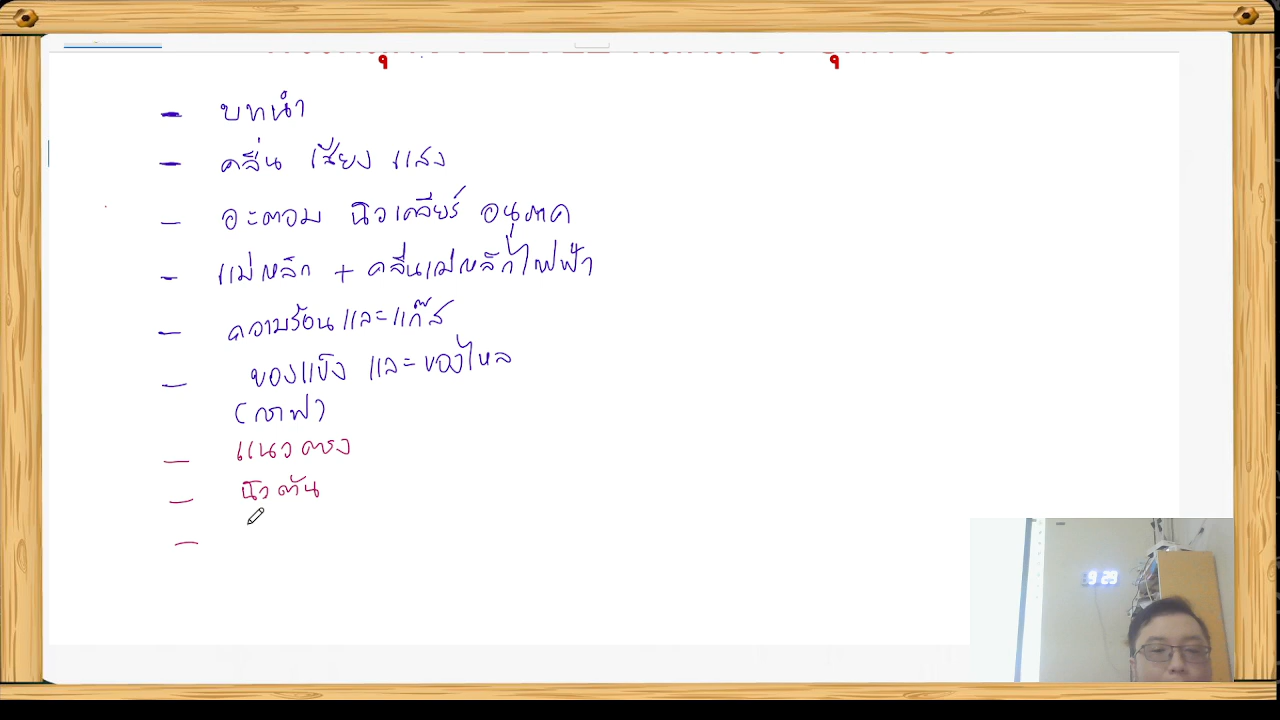 - บทนำ
- คลื่น เสียง แสง
- อะตอม นิวเคลียร์ อนุภาค
- แม่เหล็ก + คลื่นแม่เหล็กไฟฟ้า
- ความร้อนและแก๊ส
- ของแข็ง และของไหล
(กาฟ)
- แนวตรง
- นิวตัน
-
9:29